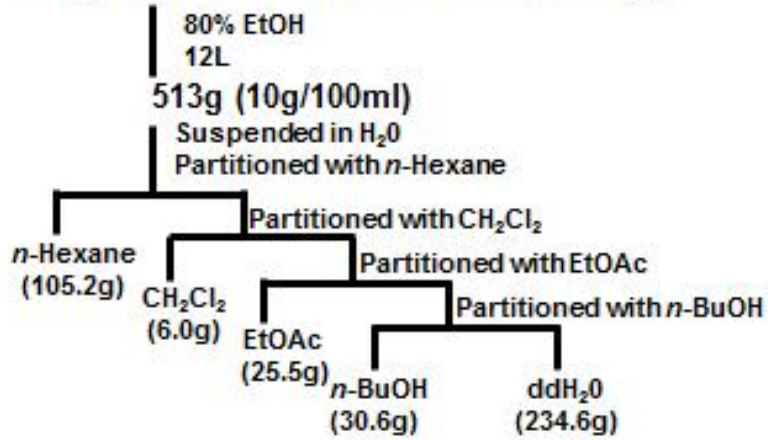 80% EtOH
12L
513g (10g/100ml)
Suspended in H₂0
Partitioned with n-Hexane
Partitioned with CH₂Cl₂
n-Hexane
(105.2g)
Partitioned with EtOAc
CH₂Cl₂
(6.0g)
Partitioned with n-BuOH
EtOAc
(25.5g)
n-BuOH
(30.6g)
ddH₂0
(234.6g)